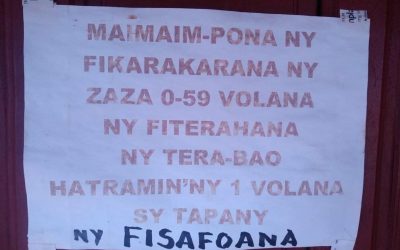 MAIMAIM-PONA NY
FIKARAKARANA NY
ZAZA 0-59 VOLANA
NY FITERAHANA
NY TERA-BAO
HATRAMIN'NY 1 VOLANA
SY TAPANY
NY FISAFOANA